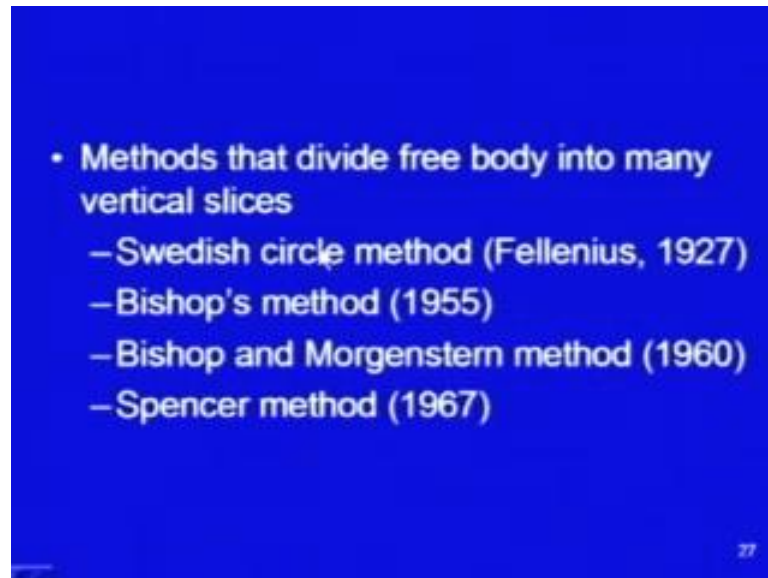 • Methods that divide free body into many
vertical slices
–Swedish circle method (Fellenius, 1927)
–Bishop's method (1955)
–Bishop and Morgenstern method (1960)
–Spencer method (1967)
27